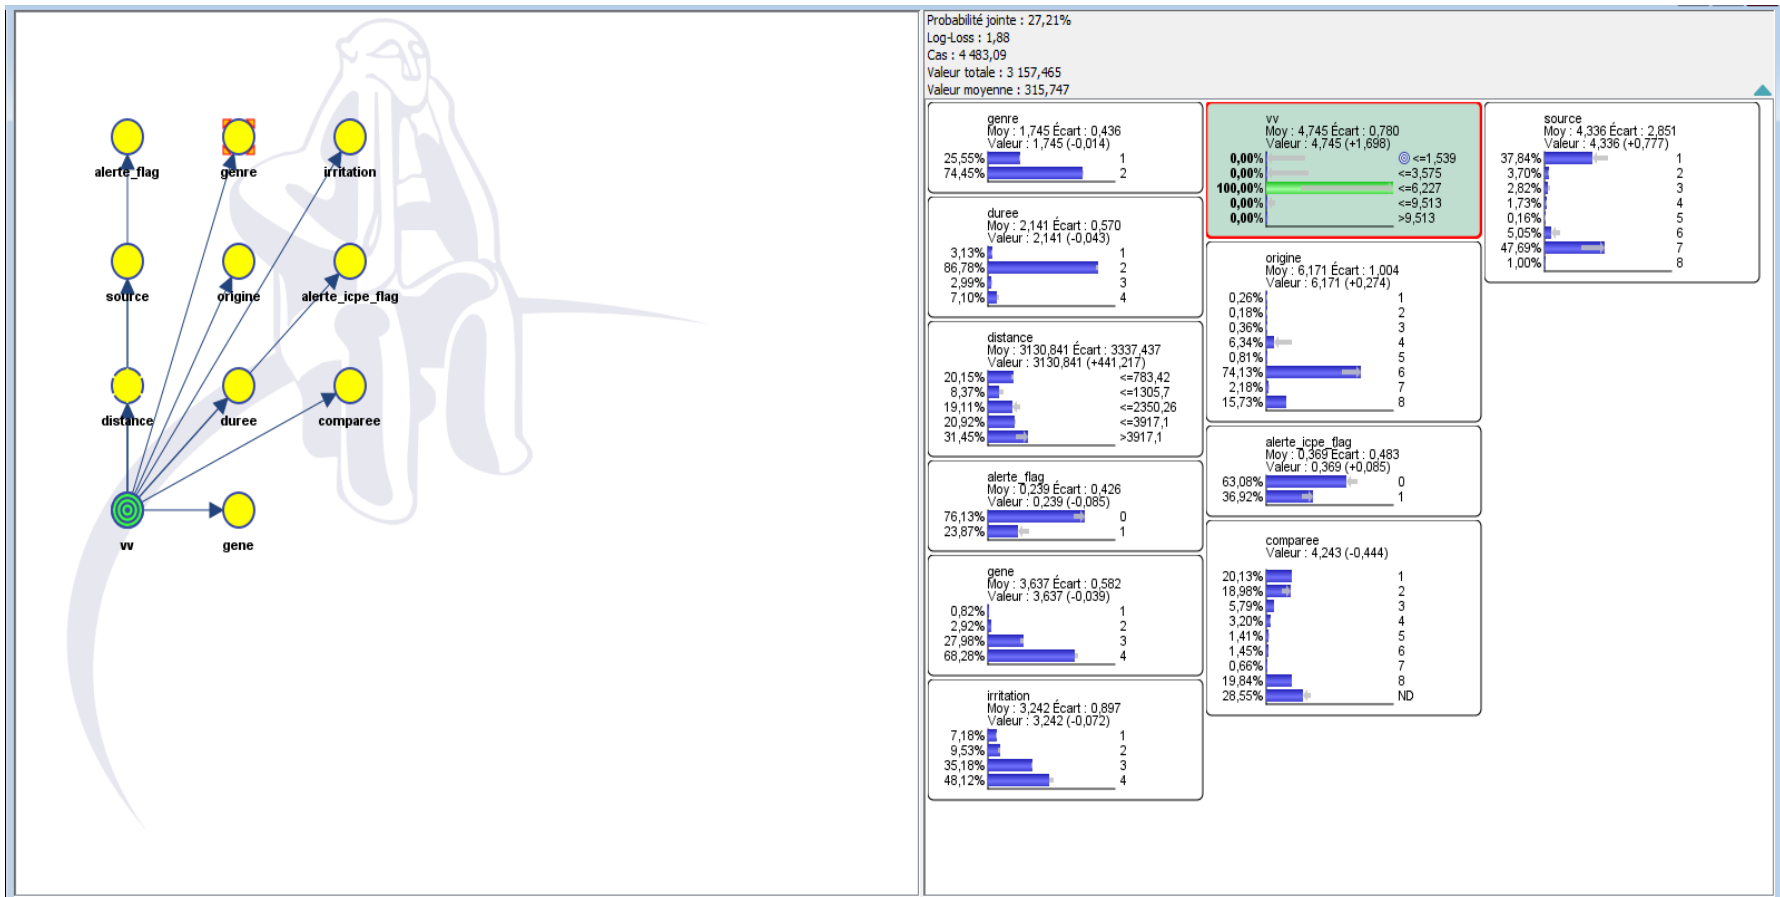 alerte_flag
genre
irritation
source
origine
alerte_icpe_flag
distance
duree
comparee
vv
gene
Probabilité jointe : 27,21%
Log-Loss : 1,88
Cas : 4 483,09
Valeur totale : 3 157,465
Valeur moyenne : 315,747
genre
Moy : 1,745 Écart : 0,436
Valeur : 1,745 (-0,014)
25,55% 1
74,45% 2
duree
Moy : 2,141 Écart : 0,570
Valeur : 2,141 (-0,043)
3,13% 1
86,78% 2
2,99% 3
7,10% 4
distance
Moy : 3130,841 Écart : 3337,437
Valeur : 3130,841 (+441,217)
20,15% <=783,42
8,37% <=1305,7
19,11% <=2350,26
20,92% <=3917,1
31,45% >3917,1
alerte_flag
Moy : 0,239 Écart : 0,426
Valeur : 0,239 (-0,085)
76,13% 0
23,87% 1
gene
Moy : 3,637 Écart : 0,582
Valeur : 3,637 (-0,039)
0,82% 1
2,92% 2
27,98% 3
68,28% 4
irritation
Moy : 3,242 Écart : 0,897
Valeur : 3,242 (-0,072)
7,18% 1
9,53% 2
35,18% 3
48,12% 4
vv
Moy : 4,745 Écart : 0,780
Valeur : 4,745 (+1,698)
0,00% <=1,539
0,00% <=3,575
100,00% <=6,227
0,00% <=9,513
0,00% >9,513
origine
Moy : 6,171 Écart : 1,004
Valeur : 6,171 (+0,274)
0,26% 1
0,18% 2
0,36% 3
6,34% 4
0,81% 5
74,13% 6
2,18% 7
15,73% 8
alerte_icpe_flag
Moy : 0,369 Écart : 0,483
Valeur : 0,369 (+0,085)
63,08% 0
36,92% 1
comparee
Valeur : 4,243 (-0,444)
20,13% 1
18,98% 2
5,79% 3
3,20% 4
1,41% 5
1,45% 6
0,66% 7
19,84% 8
28,55% ND
source
Moy : 4,336 Écart : 2,851
Valeur : 4,336 (+0,777)
37,84% 1
3,70% 2
2,82% 3
1,73% 4
0,16% 5
5,05% 6
47,69% 7
1,00% 8